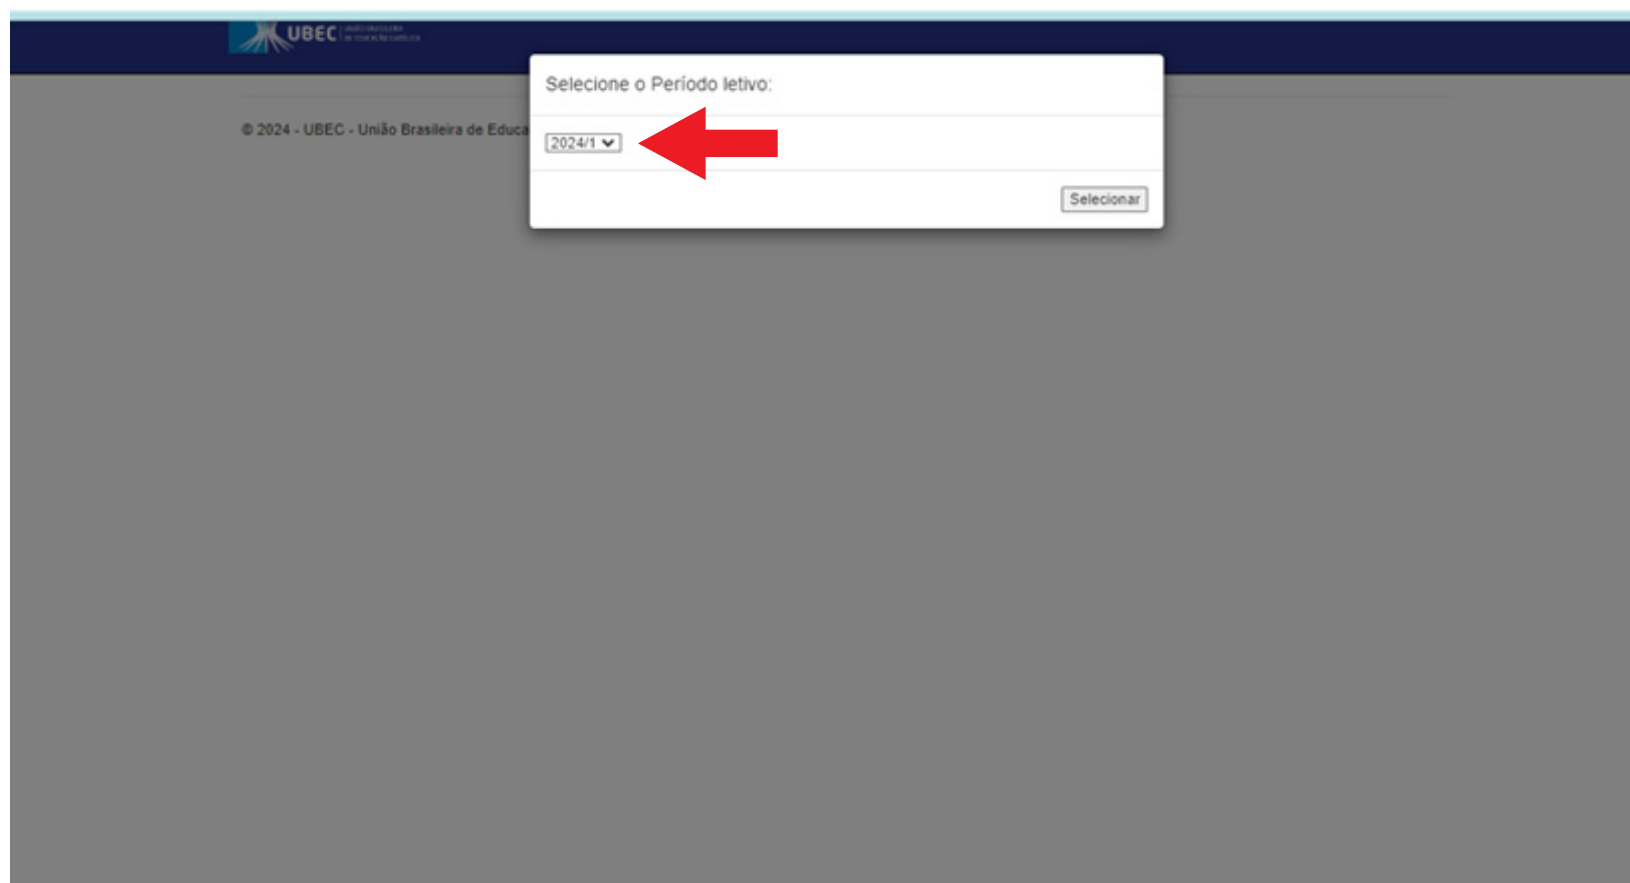 UBEC
Selecione o Período letivo:
© 2024 - UBEC - União Brasileira de Educa
2024/1
Selecionar